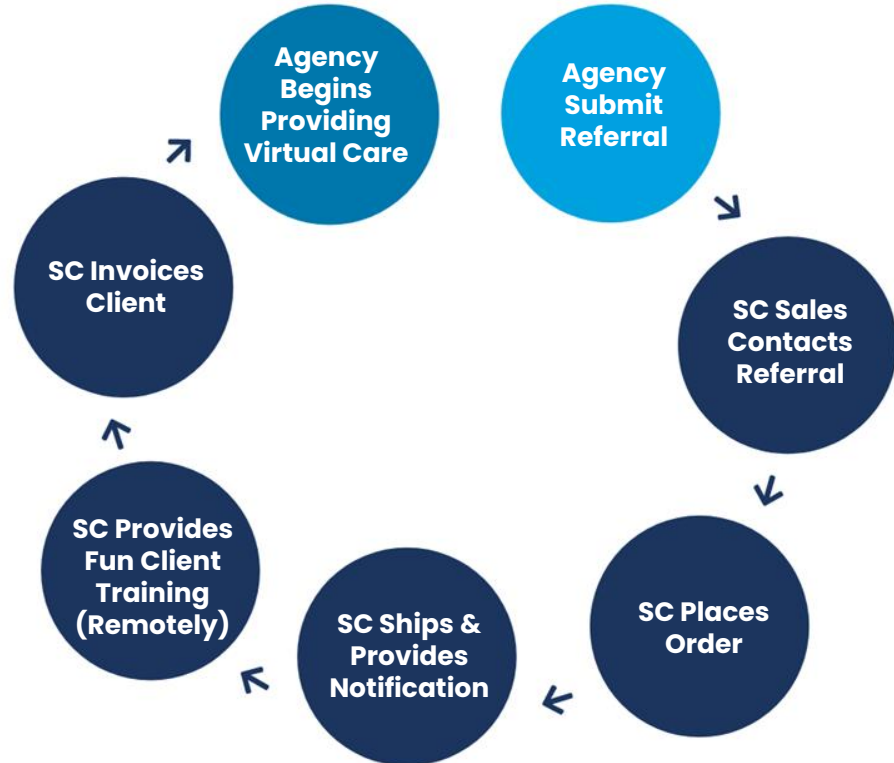 Agency
Submit
Referral
SC Sales
Contacts
Referral
SC Places
Order
SC Ships &
Provides
Notification
SC Provides
Fun Client
Training
(Remotely)
SC Invoices
Client
Agency
Begins
Providing
Virtual Care